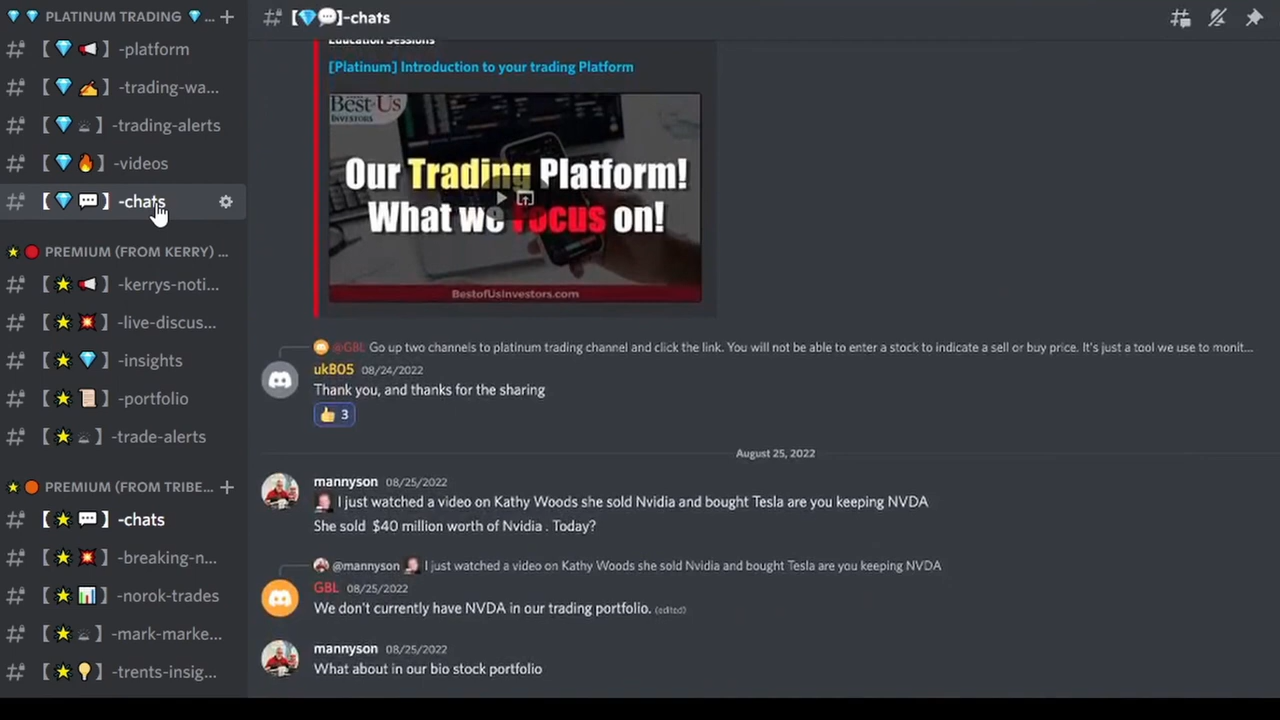 PLATINUM TRADING 💎 ...
【💎📢】-platform
【💎✍】-trading-wa...
【💎🚨】-trading-alerts
【💎🔥】-videos
【💎💬】-chats
PREMIUM (FROM KERRY) ...
【⭐📢】-kerrys-noti...
【⭐💥】-live-discus...
【⭐💎】-insights
【⭐📜】-portfolio
【⭐🚨】-trade-alerts
PREMIUM (FROM TRIBE...
【⭐💬】-chats
【⭐💥】-breaking-n...
【⭐📊】-norok-trades
【⭐🚨】-mark-marke...
【⭐💡】-trents-insig...
【💎💬】-chats
Education Sessions
[Platinum] Introduction to your trading Platform
Best of Us
INVESTORS
Our Trading Platform!
What we Focus on!
BestofUsInvestors.com
@GBL Go up two channels to platinum trading channel and click the link. You will not be able to enter a stock to indicate a sell or buy price. It's just a tool we use to monit...
ukB05 08/24/2022
Thank you, and thanks for the sharing
👍 3
August 25, 2022
mannyson 08/25/2022
I just watched a video on Kathy Woods she sold Nvidia and bought Tesla are you keeping NVDA
She sold $40 million worth of Nvidia . Today?
@mannyson I just watched a video on Kathy Woods she sold Nvidia and bought Tesla are you keeping NVDA
GBL 08/25/2022
We don't currently have NVDA in our trading portfolio. (edited)
mannyson 08/25/2022
What about in our bio stock portfolio